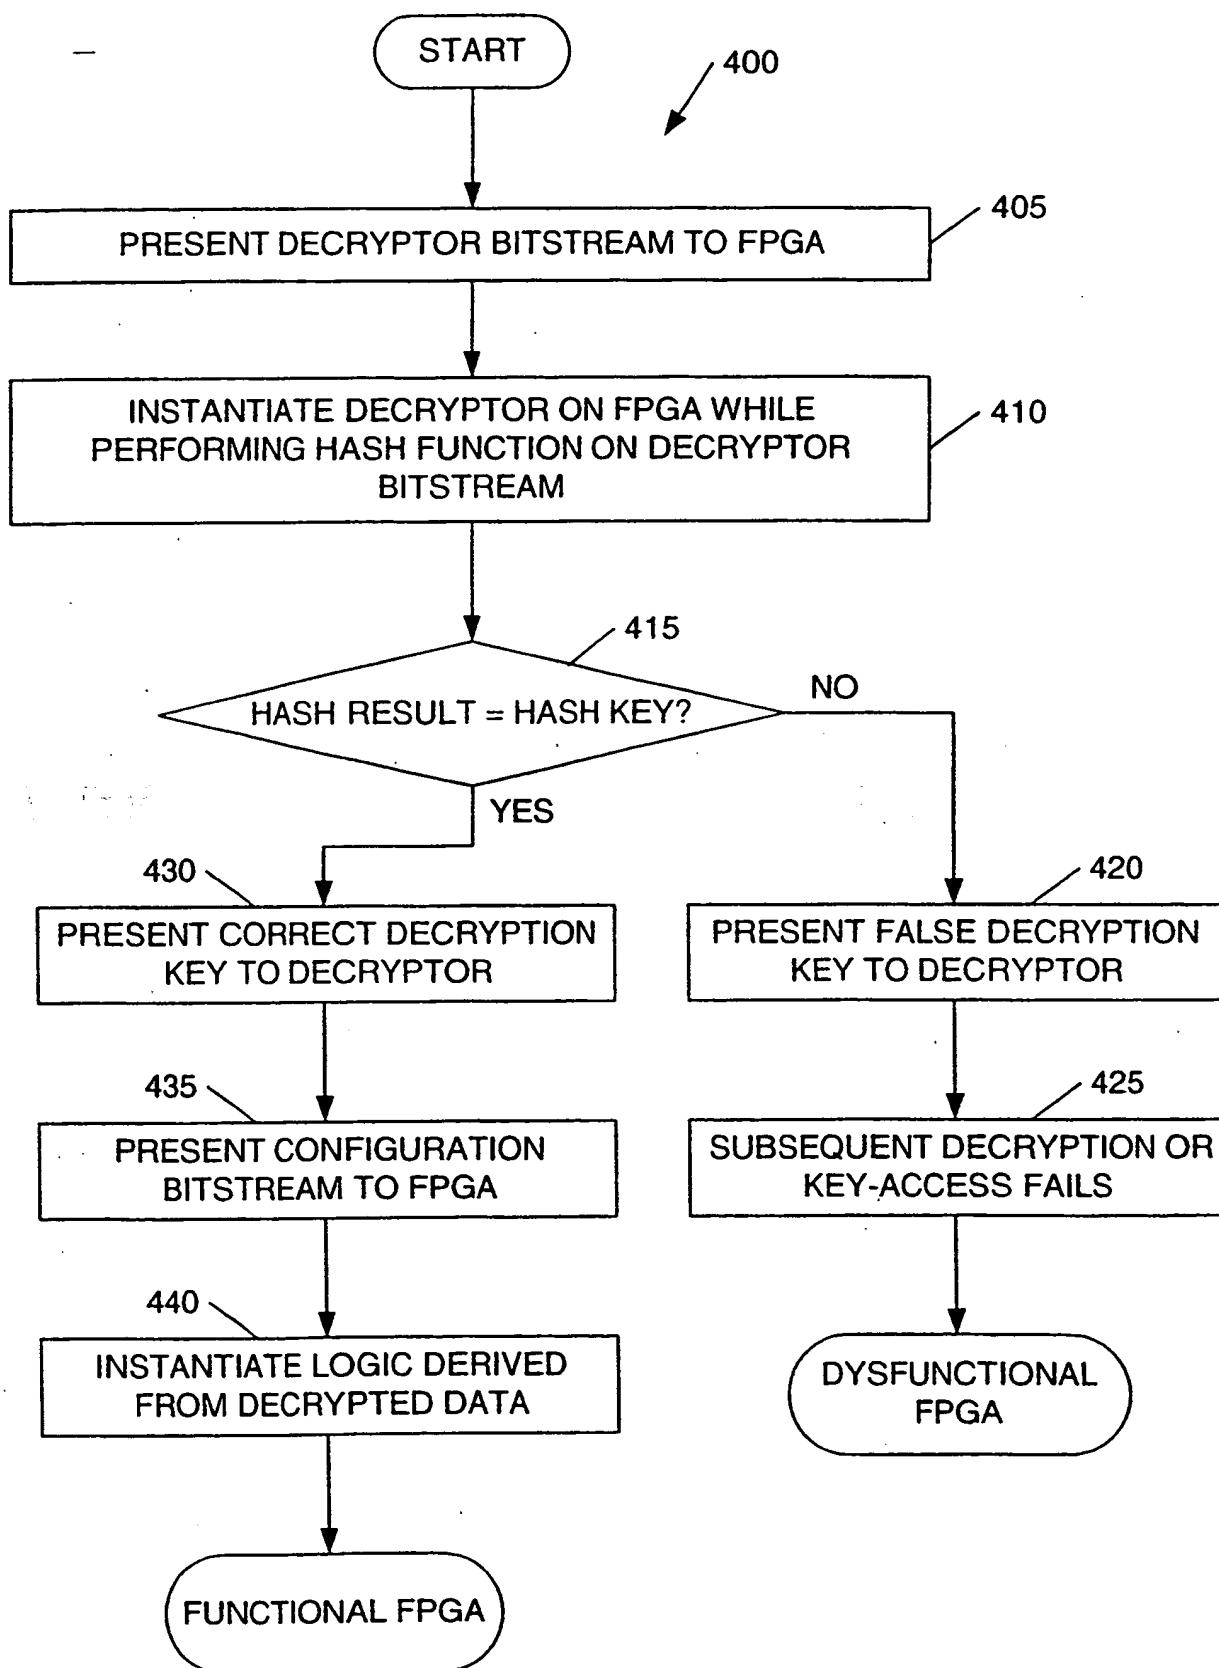 START
400
405
PRESENT DECRYPTOR BITSTREAM TO FPGA
INSTANTIATE DECRYPTOR ON FPGA WHILE
PERFORMING HASH FUNCTION ON DECRYPTOR
BITSTREAM
410
415
HASH RESULT = HASH KEY?
NO
YES
430
PRESENT CORRECT DECRYPTION
KEY TO DECRYPTOR
420
PRESENT FALSE DECRYPTION
KEY TO DECRYPTOR
435
PRESENT CONFIGURATION
BITSTREAM TO FPGA
425
SUBSEQUENT DECRYPTION OR
KEY-ACCESS FAILS
440
INSTANTIATE LOGIC DERIVED
FROM DECRYPTED DATA
DYSFUNCTIONAL
FPGA
FUNCTIONAL FPGA